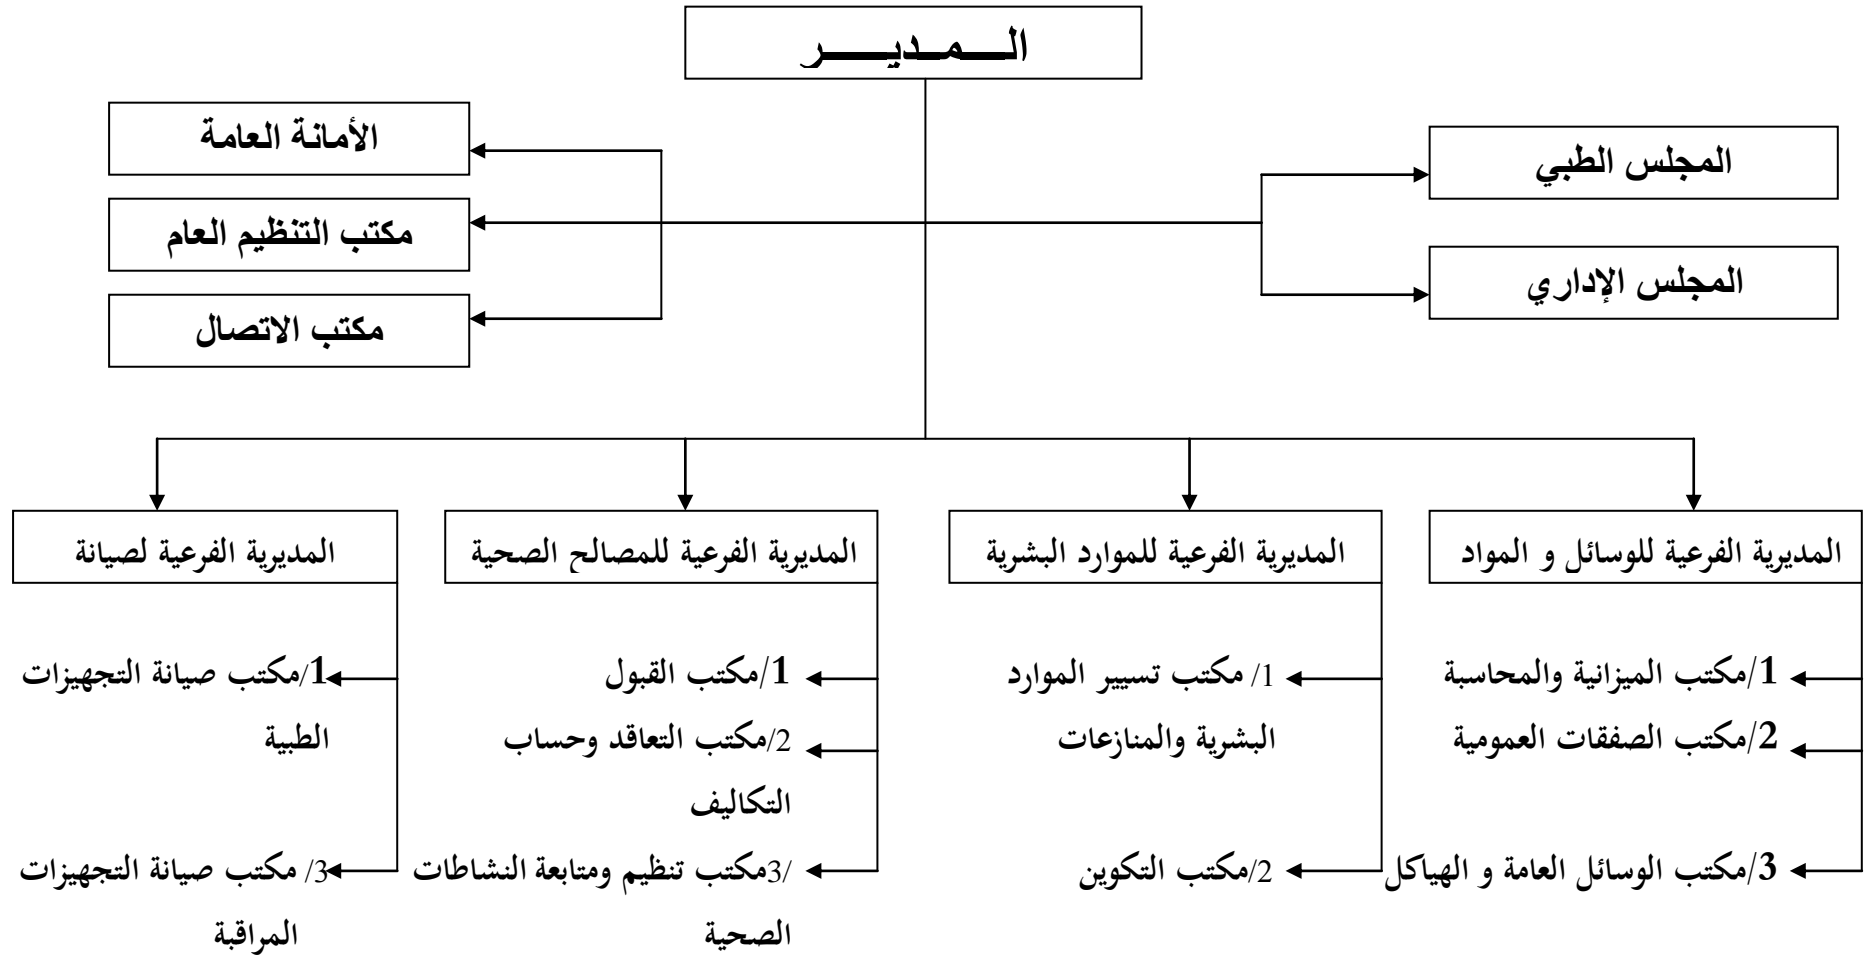 المدير
المجلس الطبي
المجلس الإداري
الأمانة العامة
مكتب التنظيم العام
مكتب الاتصال
المديرية الفرعية للوسائل و المواد
1/مكتب الميزانية والمحاسبة
2/مكتب الصفقات العمومية
3/مكتب الوسائل العامة و الهياكل
المديرية الفرعية للموارد البشرية
1/ مكتب تسيير الموارد
البشرية والمنازعات
2/مكتب التكوين
المديرية الفرعية للمصالح الصحية
1/مكتب القبول
2/مكتب التعاقد وحساب
التكاليف
/3مكتب تنظيم ومتابعة النشاطات
الصحية
المديرية الفرعية لصيانة
1/مكتب صيانة التجهيزات
الطبية
3/ مكتب صيانة التجهيزات
المراقبة